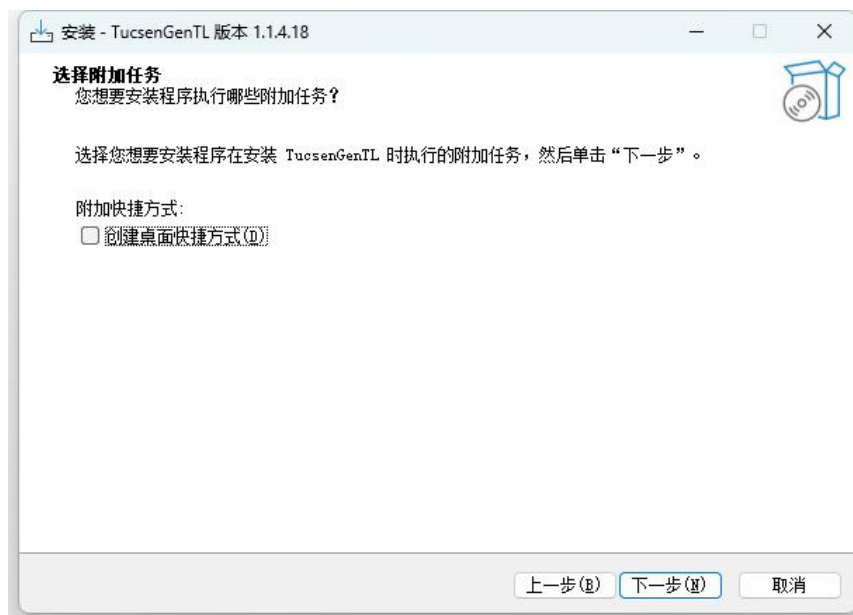 安装 - TucsenGenTL 版本 1.1.4.18
选择附加任务
您想要安装程序执行哪些附加任务？
选择您想要安装程序在安装 TucsenGenTL 时执行的附加任务，然后单击“下一步”。
附加快捷方式:
创建桌面快捷方式(D)
上一步(B) 下一步(N) 取消